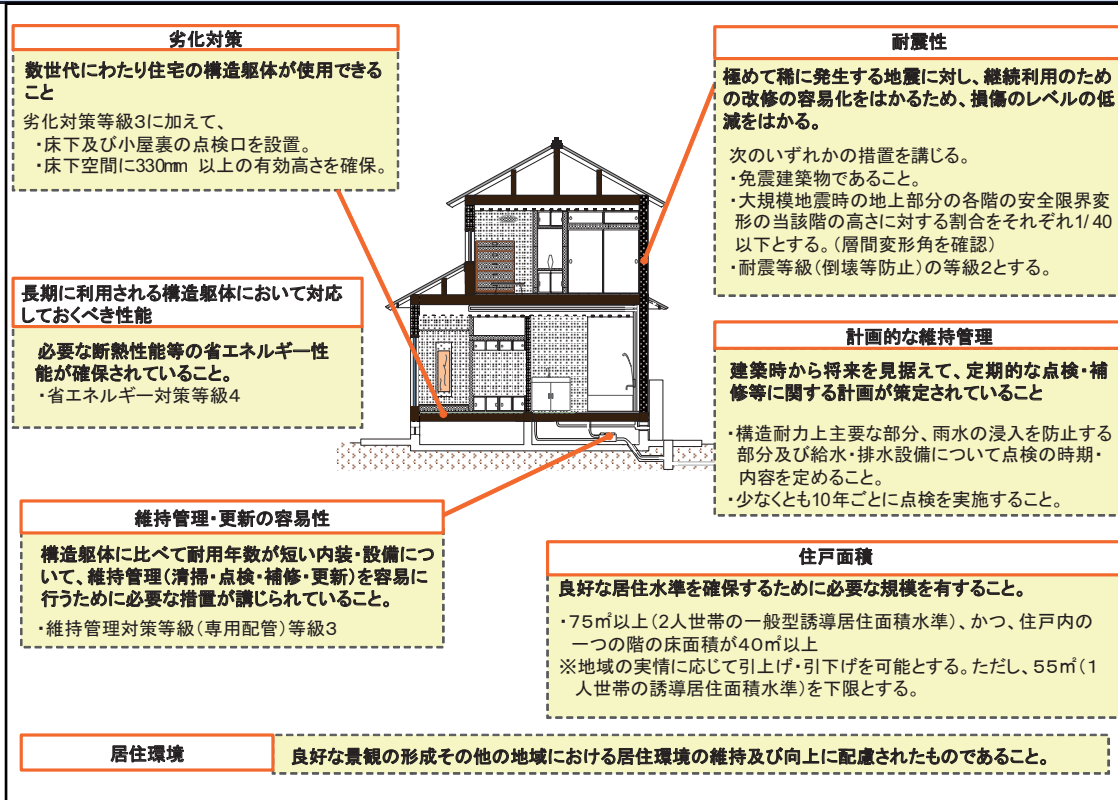 劣化対策
数世代にわたり住宅の構造躯体が使用できる
こと
劣化対策等級3に加えて、
・床下及び小屋裏の点検口を設置。
・床下空間に330mm 以上の有効高さを確保。
長期に利用される構造躯体において対応
しておくべき性能
必要な断熱性能等の省エネルギー性
能が確保されていること。
・省エネルギー対策等級4
維持管理・更新の容易性
構造躯体に比べて耐用年数が短い内装・設備につ
いて、維持管理(清掃・点検・補修・更新)を容易に
行うために必要な措置が講じられていること。
・維持管理対策等級(専用配管)等級3
耐震性
極めて稀に発生する地震に対し、継続利用のため
の改修の容易化をはかるため、損傷のレベルの低
減をはかる。
次のいずれかの措置を講じる。
・免震建築物であること。
・大規模地震時の地上部分の各階の安全限界変
形の当該階の高さに対する割合をそれぞれ1/40
以下とする。(層間変形角を確認)
・耐震等級(倒壊等防止)の等級2とする。
計画的な維持管理
建築時から将来を見据えて、定期的な点検・補
修等に関する計画が策定されていること
・構造耐力上主要な部分、雨水の浸入を防止する
部分及び給水・排水設備について点検の時期・
内容を定めること。
・少なくとも10年ごとに点検を実施すること。
住戸面積
良好な居住水準を確保するために必要な規模を有すること。
・75㎡以上(2人世帯の一般型誘導居住面積水準)、かつ、住戸内の
一つの階の床面積が40㎡以上
※地域の実情に応じて引上げ・引下げを可能とする。ただし、55㎡(1
人世帯の誘導居住面積水準)を下限とする。
居住環境
良好な景観の形成その他の地域における居住環境の維持及び向上に配慮されたものであること。